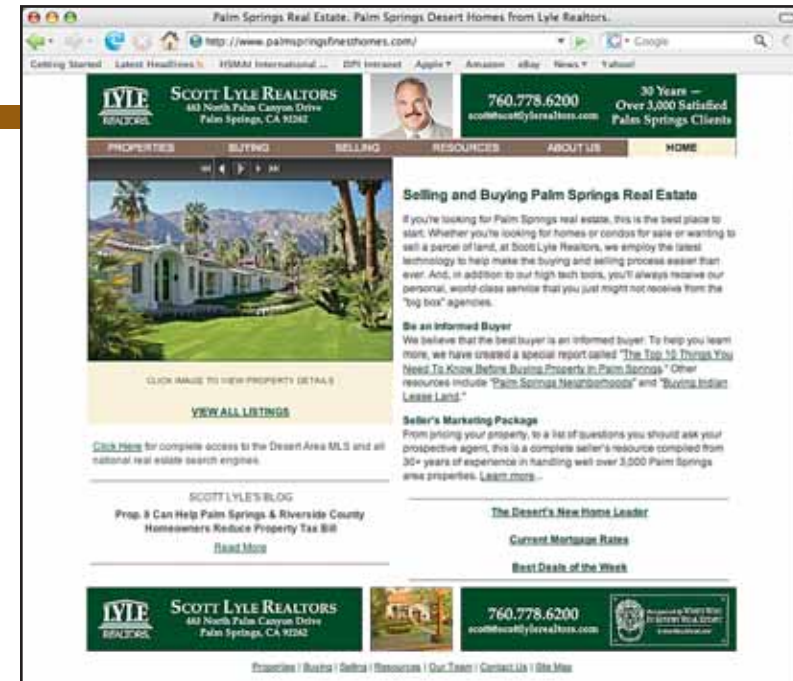 Palm Springs Real Estate. Palm Springs Desert Homes from Lyle Realtors.
http://www.palmspringsfinesthomes.com/
Google
Getting Started Latest Headlines HSMAI International ... DPI Intranet Apple Amazon eBay News Yahoo!
LYLE
REALTORS
SCOTT LYLE REALTORS
463 North Palm Canyon Drive
Palm Springs, CA 92262
760.778.6200
scott@scottlylerealtors.com
30 Years —
Over 3,000 Satisfied
Palm Springs Clients
PROPERTIES BUYING SELLING RESOURCES ABOUT US HOME
CLICK IMAGE TO VIEW PROPERTY DETAILS
VIEW ALL LISTINGS
Click Here for complete access to the Desert Area MLS and all
national real estate search engines.
SCOTT LYLE'S BLOG
Prop. 8 Can Help Palm Springs & Riverside County
Homeowners Reduce Property Tax Bill
Read More
Selling and Buying Palm Springs Real Estate
If you're looking for Palm Springs real estate, this is the best place to
start. Whether you're looking for homes or condos for sale or wanting to
sell a parcel of land, at Scott Lyle Realtors, we employ the latest
technology to help make the buying and selling process easier than
ever. And, in addition to our high tech tools, you'll always receive our
personal, world-class service that you just might not receive from the
"big box" agencies.
Be an Informed Buyer
We believe that the best buyer is an informed buyer. To help you learn
more, we have created a special report called "The Top 10 Things You
Need To Know Before Buying Property in Palm Springs." Other
resources include "Palm Springs Neighborhoods" and "Buying Indian
Lease Land."
Seller's Marketing Package
From pricing your property, to a list of questions you should ask your
prospective agent, this is a complete seller's resource compiled from
30+ years of experience in handling well over 3,000 Palm Springs
area properties. Learn more...
The Desert's New Home Leader
Current Mortgage Rates
Best Deals of the Week
LYLE
REALTORS
SCOTT LYLE REALTORS
463 North Palm Canyon Drive
Palm Springs, CA 92262
760.778.6200
scott@scottlylerealtors.com
WHO'S WHO
IN LUXURY REAL ESTATE
Properties | Buying | Selling | Resources | Our Team | Contact Us | Site Map